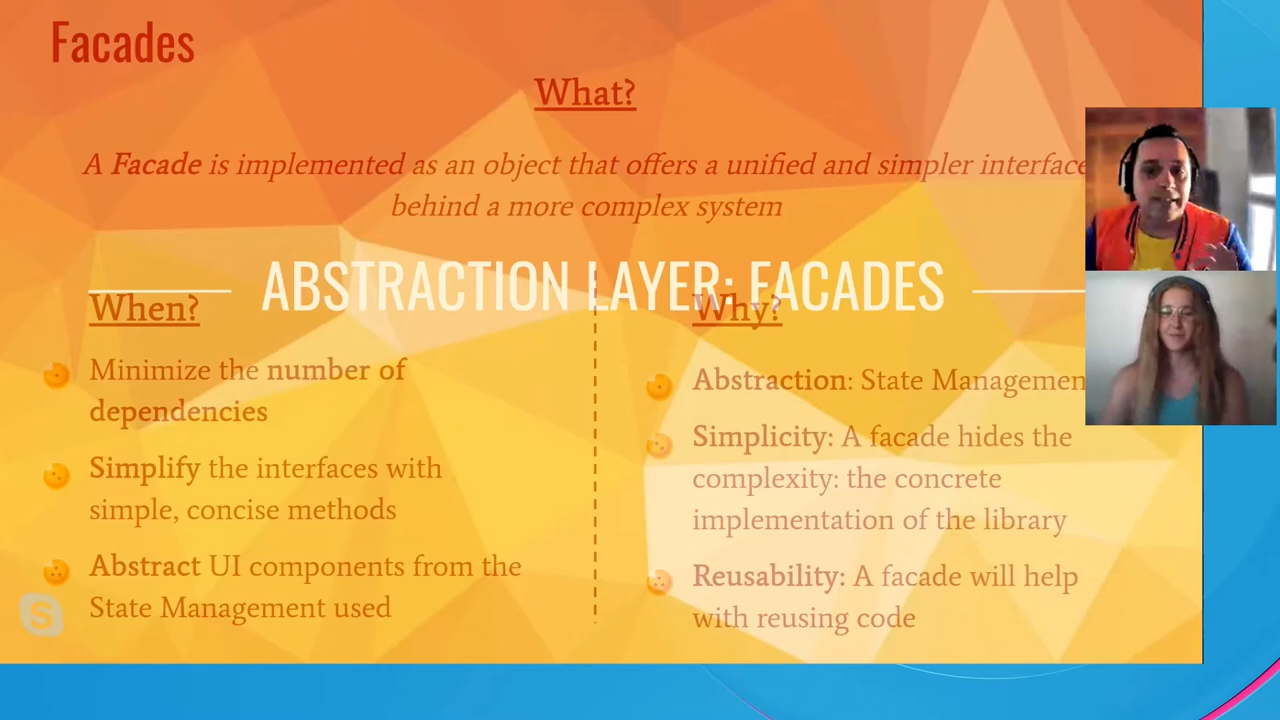 Facades
What?
A Facade is implemented as an object that offers a unified and simpler interface
behind a more complex system
ABSTRACTION LAYER: FACADES
When?
Minimize the number of
dependencies
Simplify the interfaces with
simple, concise methods
Abstract UI components from the
State Management used
Why?
Abstraction: State Managemen
Simplicity: A facade hides the
complexity: the concrete
implementation of the library
Reusability: A facade will help
with reusing code
S